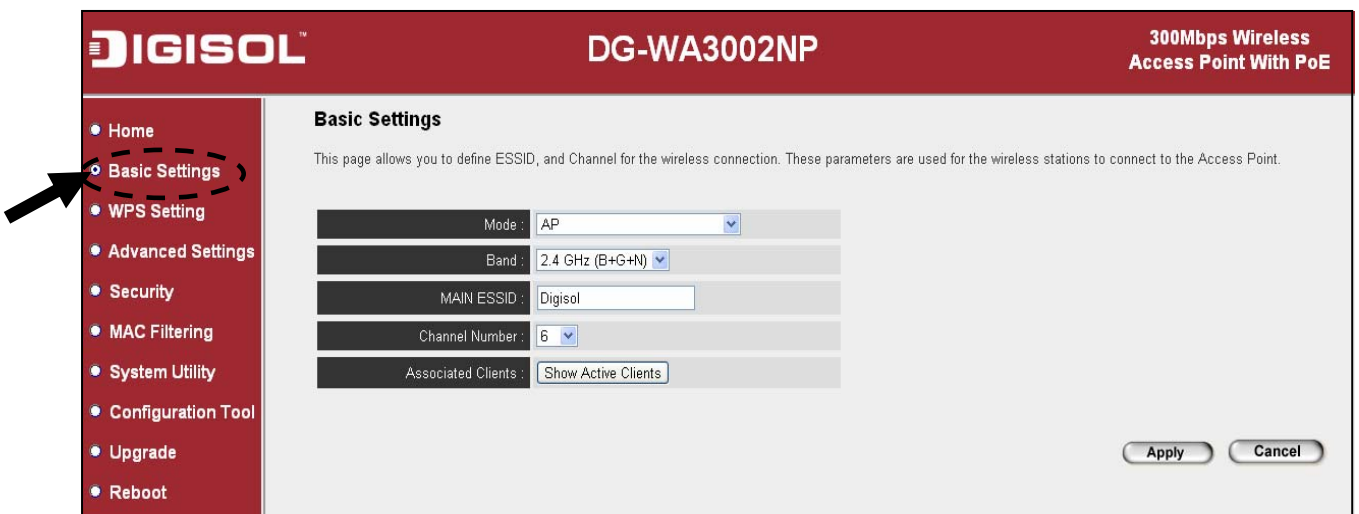 DIGISOL™
DG-WA3002NP
300Mbps Wireless
Access Point With PoE
Home
Basic Settings
WPS Setting
Advanced Settings
Security
MAC Filtering
System Utility
Configuration Tool
Upgrade
Reboot
Basic Settings
This page allows you to define ESSID, and Channel for the wireless connection. These parameters are used for the wireless stations to connect to the Access Point.
Mode : AP
Band : 2.4 GHz (B+G+N)
MAIN ESSID : Digisol
Channel Number : 6
Associated Clients : Show Active Clients
Apply Cancel